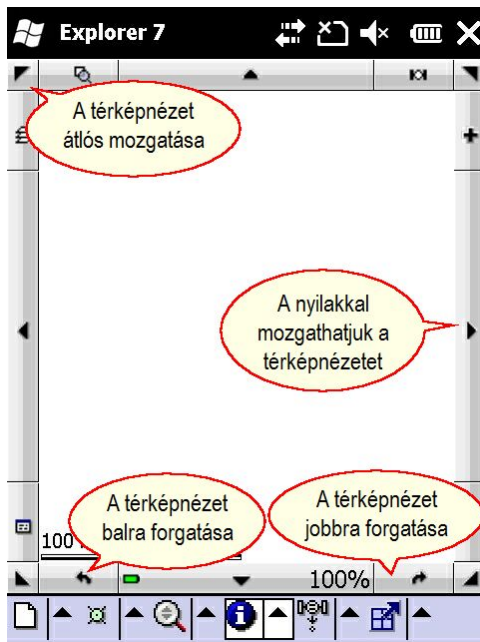 Explorer 7
A térképnézet
átlós mozgatása
A nyilakkal
mozgathatjuk a
térképnézetet
A térképnézet
balra forgatása
A térképnézet
jobbra forgatása
100
100%